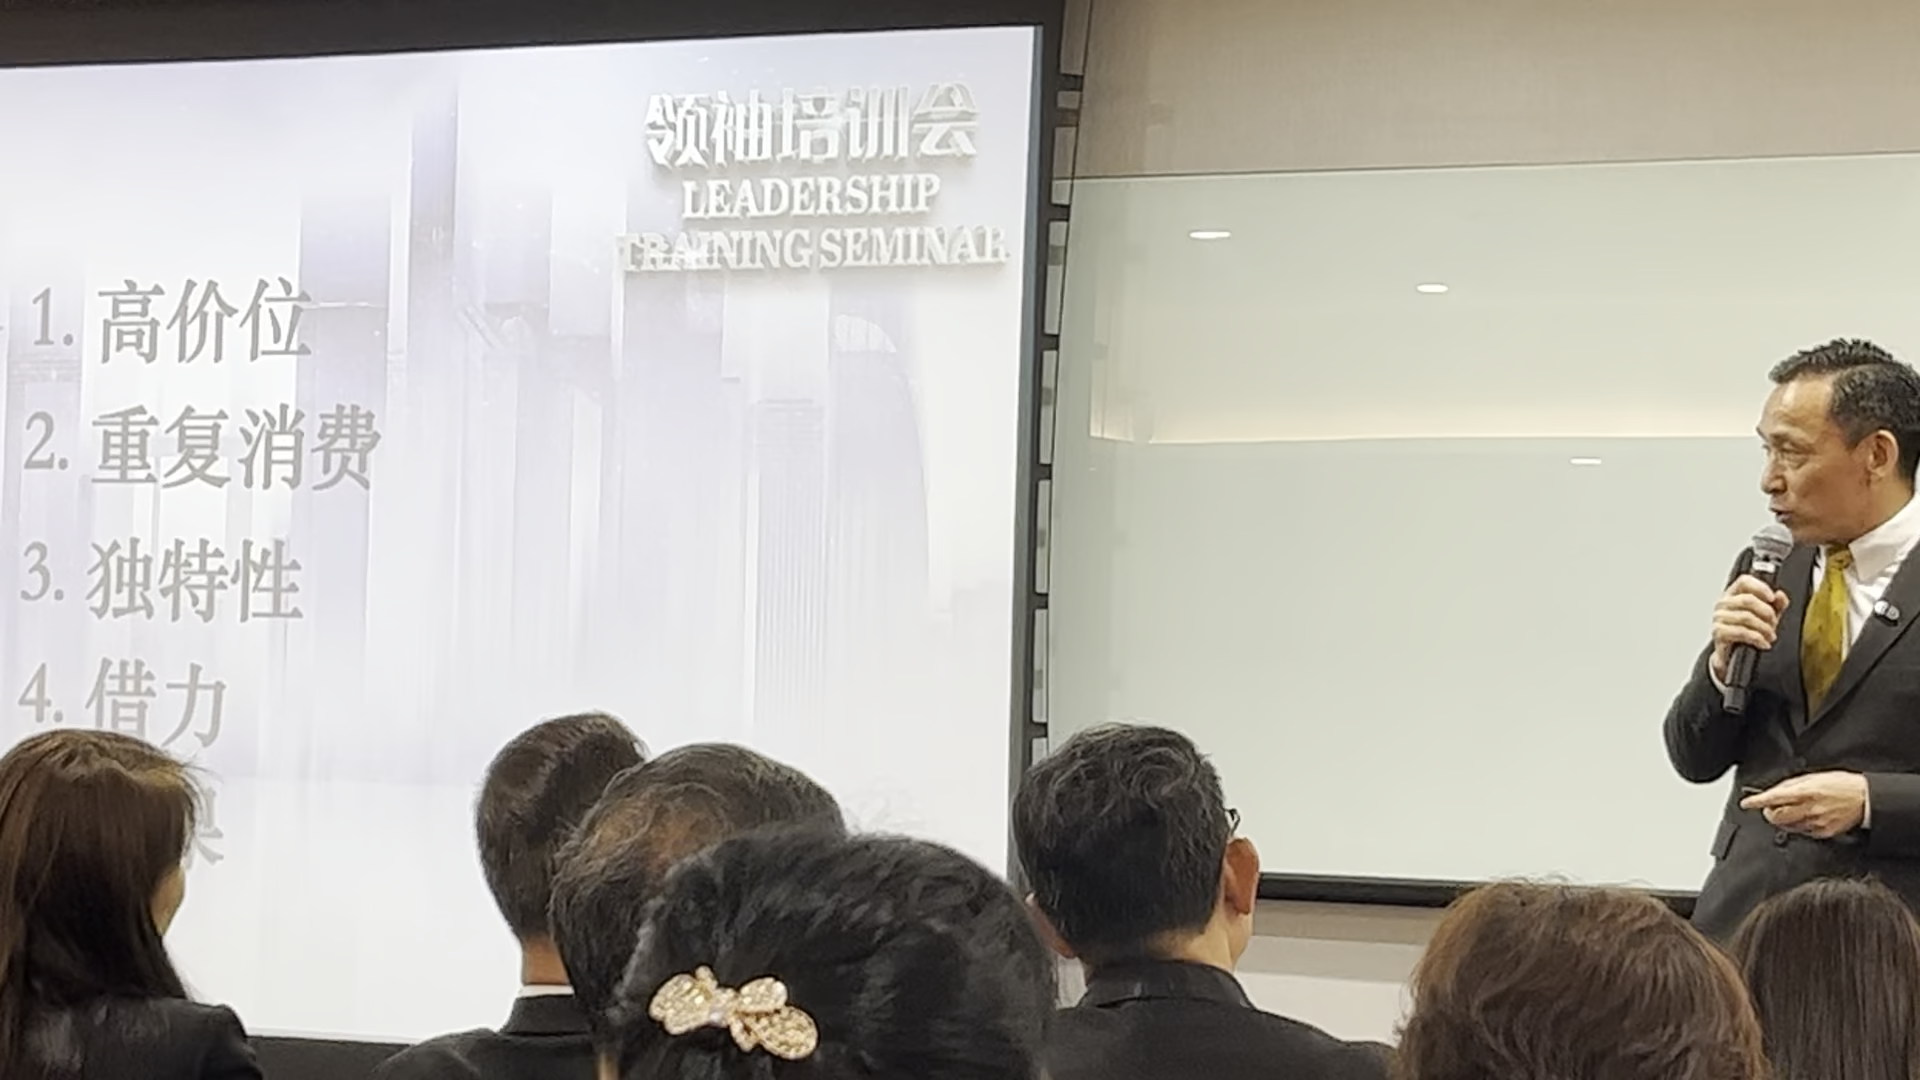 领袖培训会
LEADERSHIP
TRAINING SEMINAR
1. 高价位
2. 重复消费
3. 独特性
4. 借力